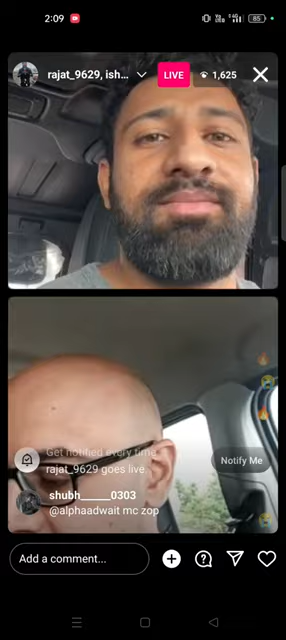 2:09
85
rajat_9629, ish...
LIVE
1,625
Get notified every time
rajat_9629 goes live.
Notify Me
shubh_____0303
@alphaadwait mc zop
Add a comment...